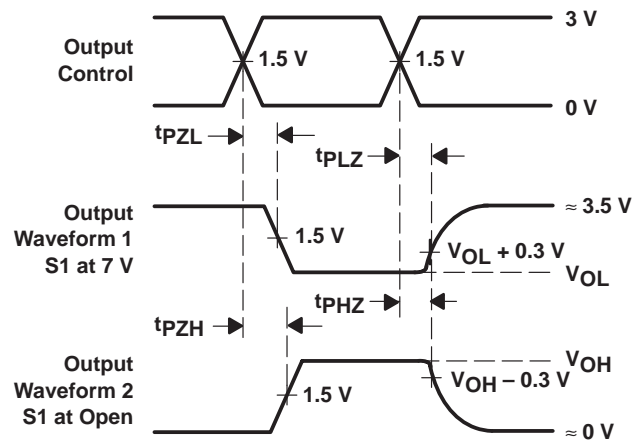 3 V
Output
Control
1.5 V
1.5 V
0 V
tPZL
tPLZ
Output
Waveform 1
S1 at 7 V
≈ 3.5 V
1.5 V
VOL + 0.3 V
VOL
tPHZ
tPZH
Output
Waveform 2
S1 at Open
VOH
VOH − 0.3 V
1.5 V
≈ 0 V